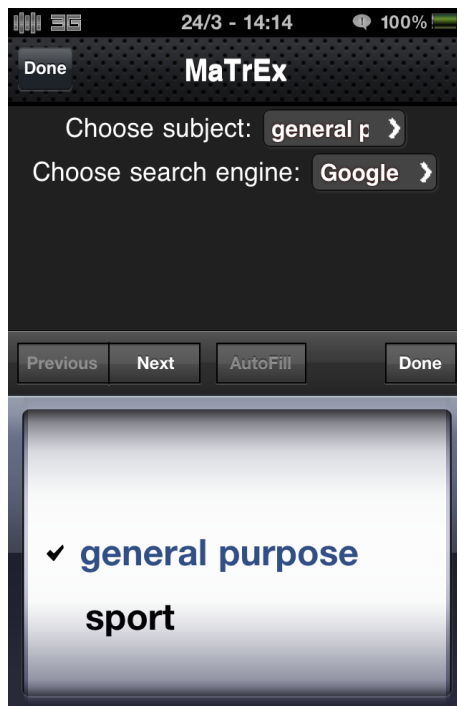 3G 24/3 - 14:14 100%
Done MaTrEx
Choose subject: general p
Choose search engine: Google
Previous Next AutoFill Done
✓ general purpose
sport